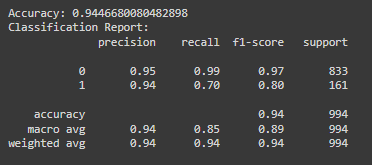 Accuracy: 0.9446680080482898
Classification Report:
precision recall f1-score support
0 0.95 0.99 0.97 833
1 0.94 0.70 0.80 161
accuracy 0.94 994
macro avg 0.94 0.85 0.89 994
weighted avg 0.94 0.94 0.94 994